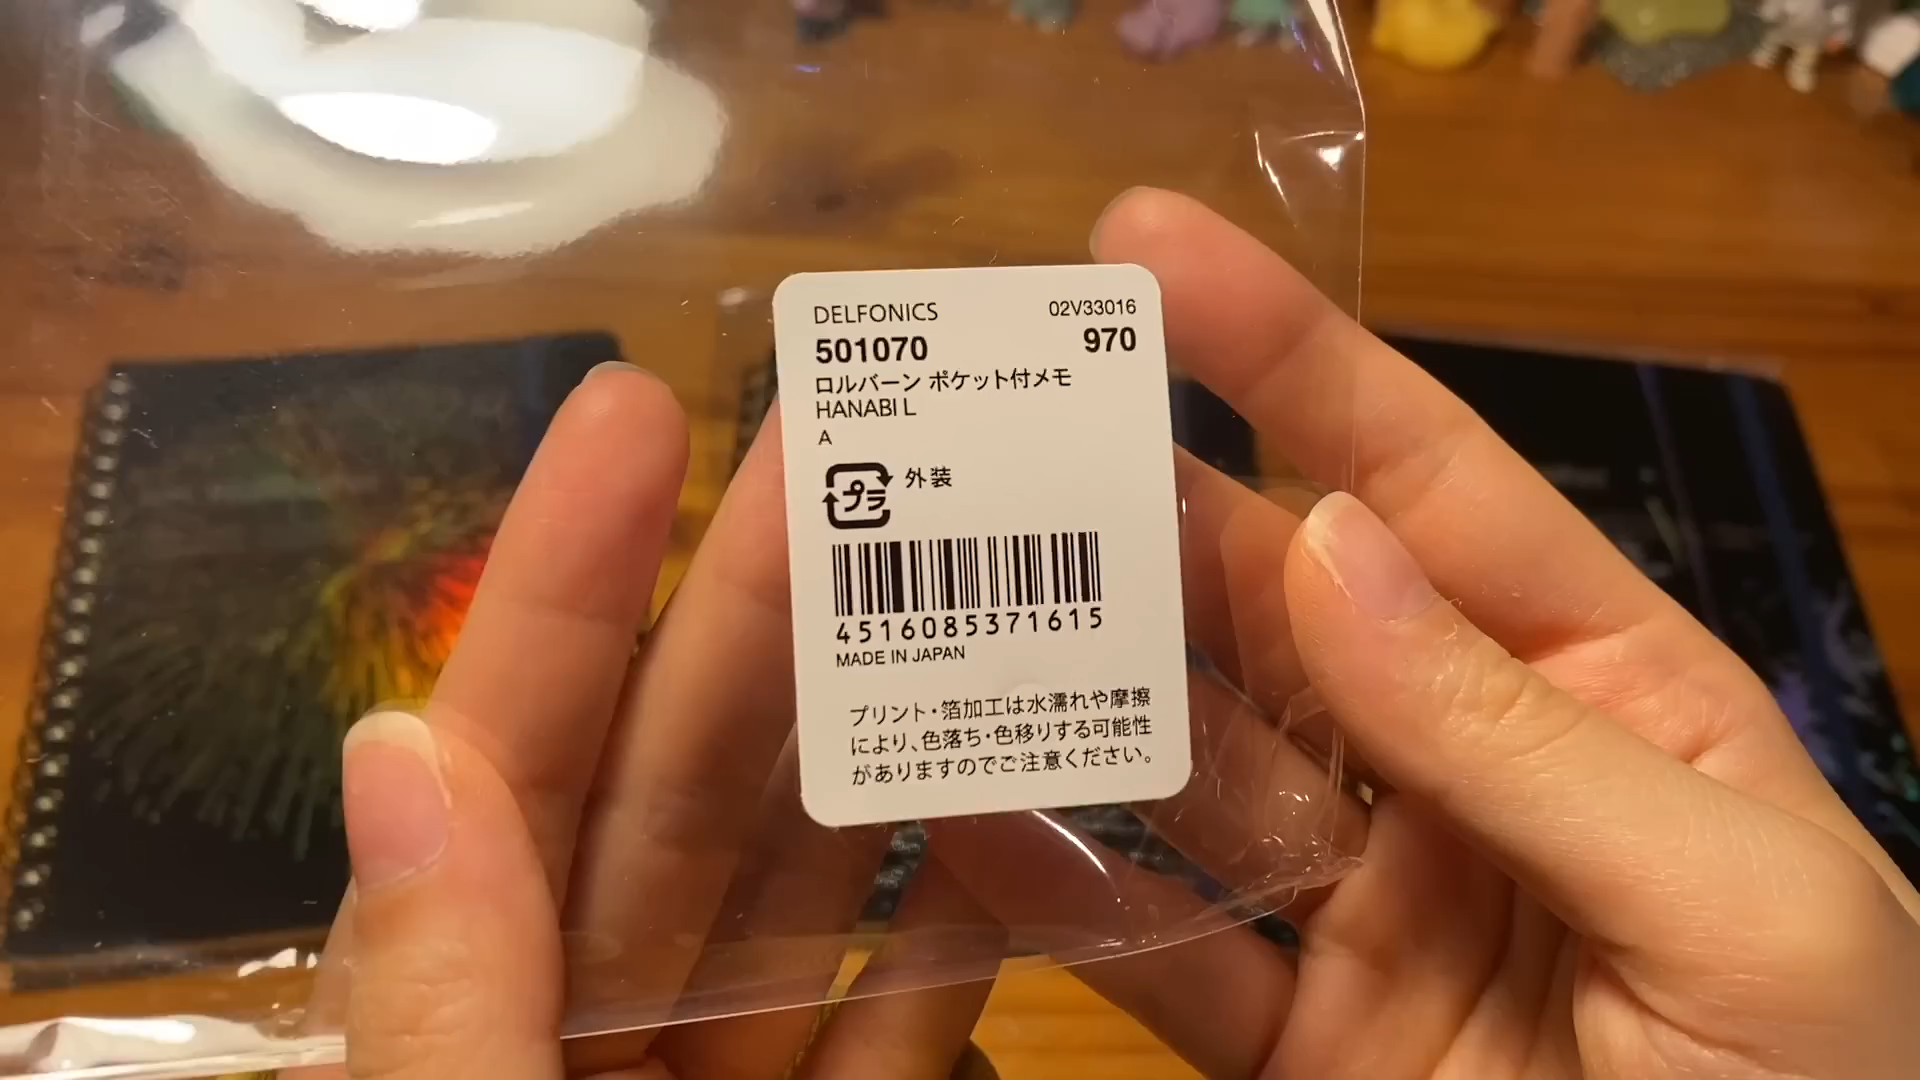 DELFONICS 02V33016
501070 970
ロルバーン ポケット付メモ
HANABI L
A
プラ 外装
4516085371615
MADE IN JAPAN
プリント・箔加工は水濡れや摩擦
により、色落ち・色移りする可能性
がありますのでご注意ください。